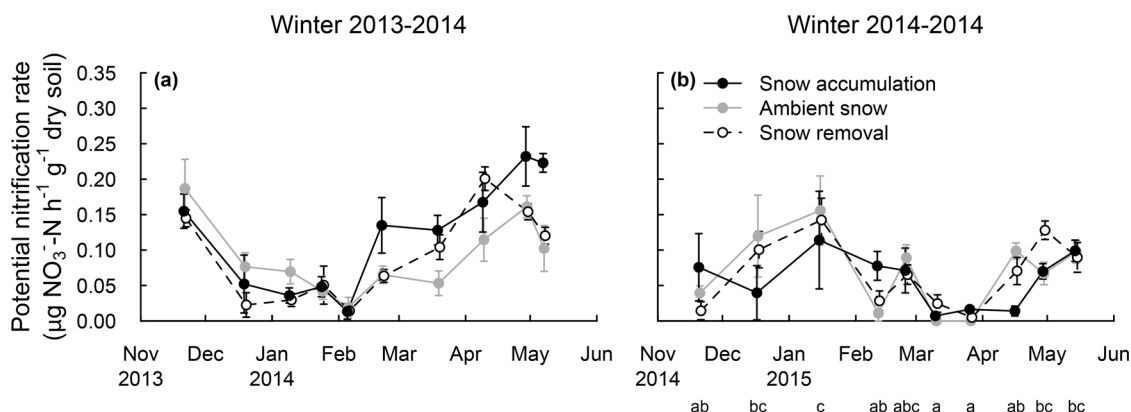 Winter 2013-2014
Winter 2014-2014
Potential nitrification rate
(µg NO3⁻-N h⁻¹ g⁻¹ dry soil)
(a)
0.35
0.30
0.25
0.20
0.15
0.10
0.05
0.00
Nov Dec Jan Feb Mar Apr May Jun
2013 2014
(b)
Snow accumulation
Ambient snow
Snow removal
Nov Dec Jan Feb Mar Apr May Jun
2014 2015
ab bc c ab abc a a ab bc bc